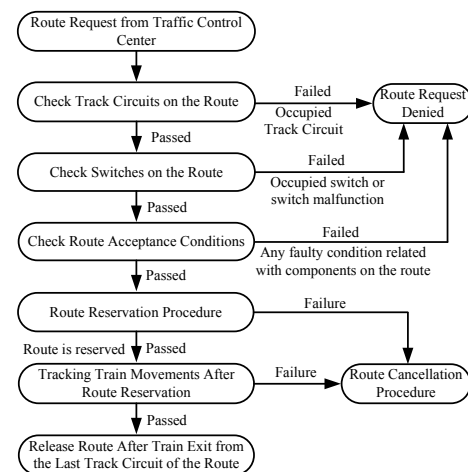 Route Request from Traffic Control
Center
Check Track Circuits on the Route
Failed
Occupied
Track Circuit
Route Request
Denied
Passed
Check Switches on the Route
Failed
Occupied switch or
switch malfunction
Passed
Check Route Acceptance Conditions
Failed
Any faulty condition related
with components on the route
Passed
Route Reservation Procedure
Failure
Route is reserved
Passed
Tracking Train Movements After
Route Reservation
Failure
Route Cancellation
Procedure
Passed
Release Route After Train Exit from
the Last Track Circuit of the Route